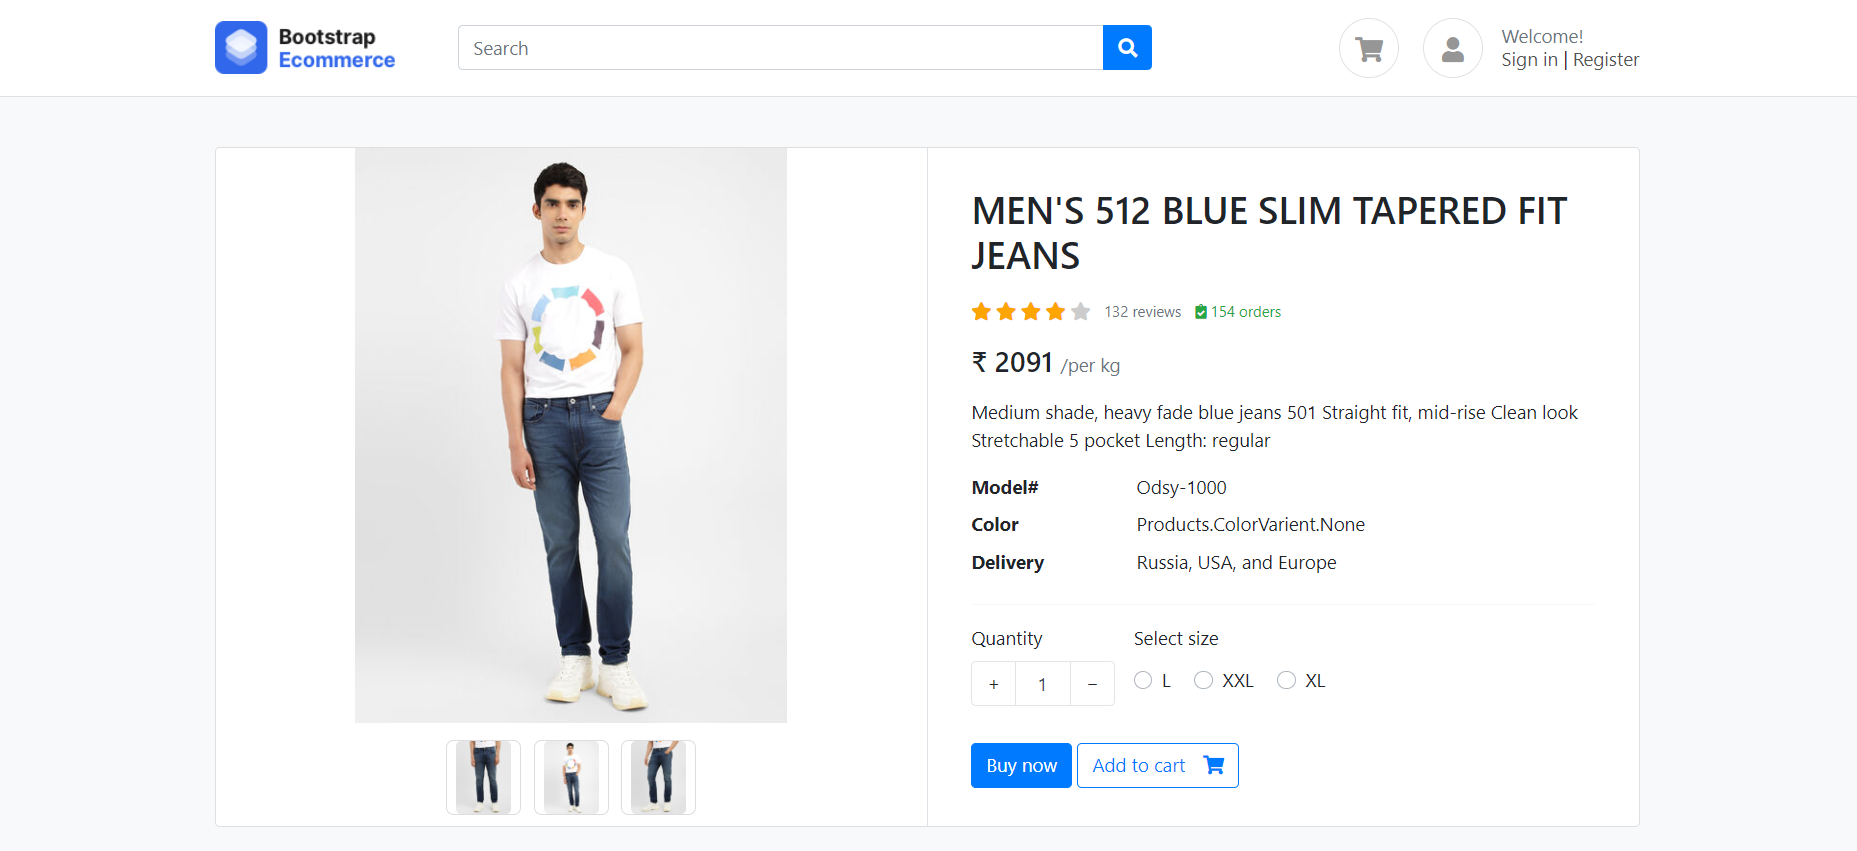 Bootstrap
Ecommerce
Search
Welcome!
Sign in | Register
MEN'S 512 BLUE SLIM TAPERED FIT
JEANS
132 reviews 154 orders
₹ 2091 /per kg
Medium shade, heavy fade blue jeans 501 Straight fit, mid-rise Clean look
Stretchable 5 pocket Length: regular
Model# Odsy-1000
Color Products.ColorVarient.None
Delivery Russia, USA, and Europe
Quantity Select size
+ 1 − L XXL XL
Buy now Add to cart